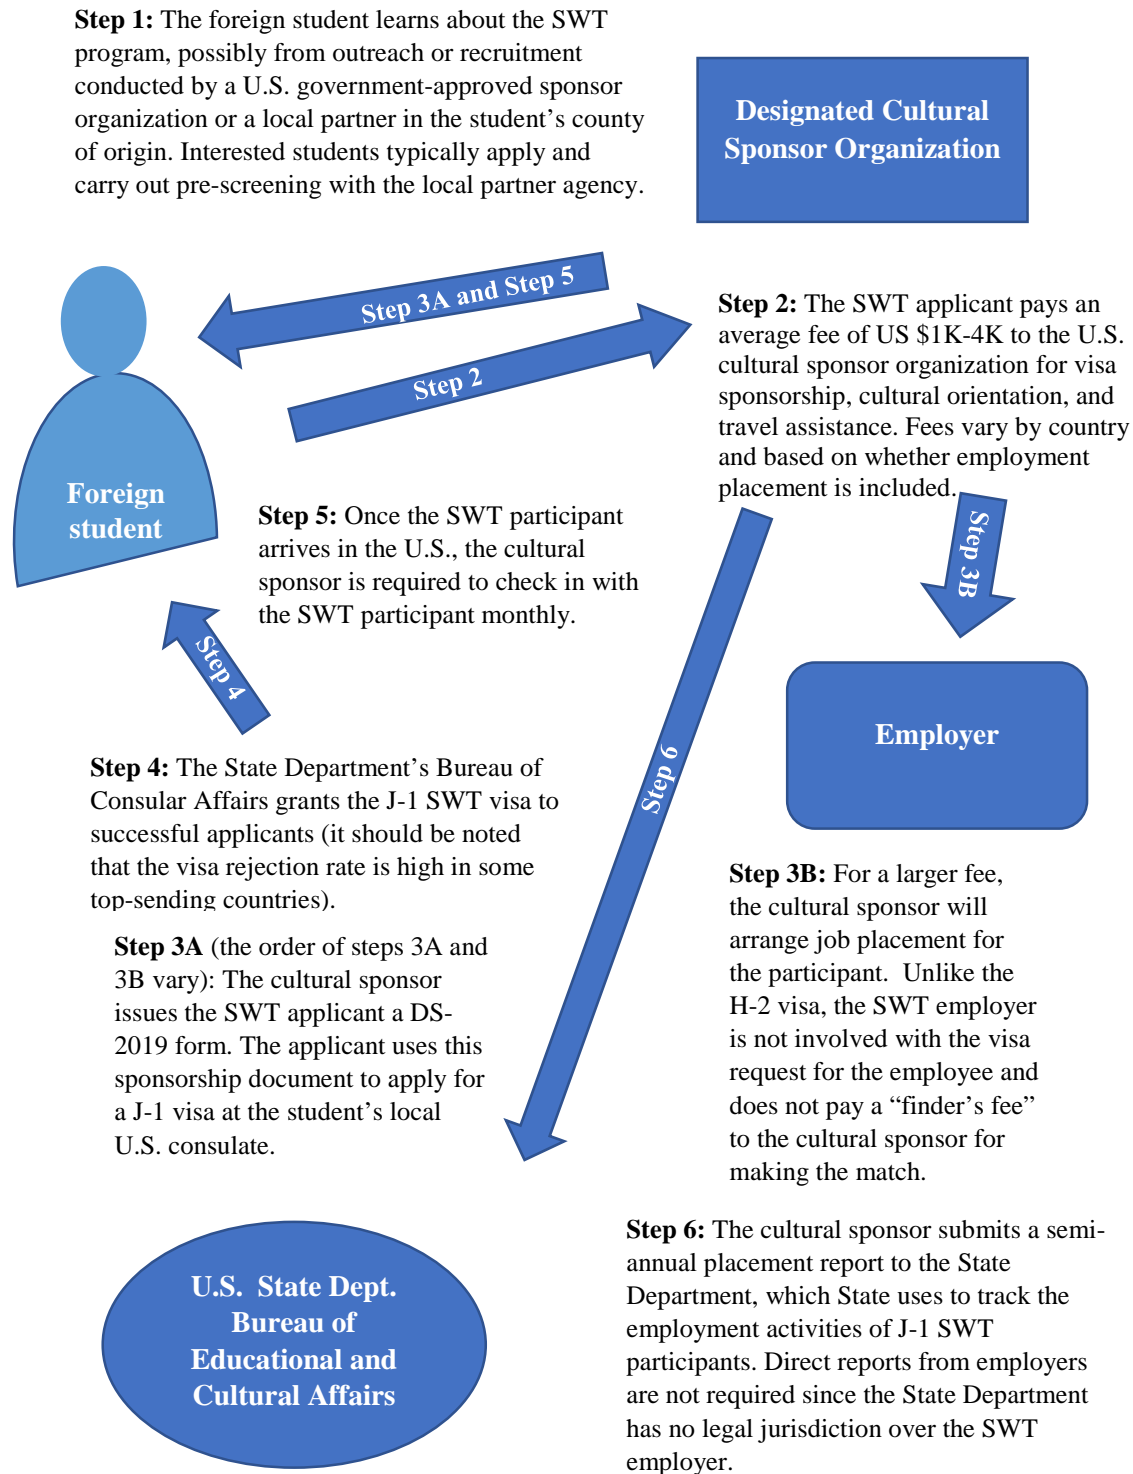 Step 1: The foreign student learns about the SWT
program, possibly from outreach or recruitment
conducted by a U.S. government-approved sponsor
organization or a local partner in the student’s county
of origin. Interested students typically apply and
carry out pre-screening with the local partner agency.
Designated Cultural
Sponsor Organization
Step 3A and Step 5
Step 2
Foreign
student
Step 2: The SWT applicant pays an
average fee of US $1K-4K to the U.S.
cultural sponsor organization for visa
sponsorship, cultural orientation, and
travel assistance. Fees vary by country
and based on whether employment
placement is included.
Step 5: Once the SWT participant
arrives in the U.S., the cultural
sponsor is required to check in with
the SWT participant monthly.
Step 3B
Step 4
Step 6
Employer
Step 4: The State Department’s Bureau of
Consular Affairs grants the J-1 SWT visa to
successful applicants (it should be noted
that the visa rejection rate is high in some
top-sending countries).
Step 3A (the order of steps 3A and
3B vary): The cultural sponsor
issues the SWT applicant a DS-
2019 form. The applicant uses this
sponsorship document to apply for
a J-1 visa at the student’s local
U.S. consulate.
Step 3B: For a larger fee,
the cultural sponsor will
arrange job placement for
the participant.  Unlike the
H-2 visa, the SWT employer
is not involved with the visa
request for the employee and
does not pay a “finder’s fee”
to the cultural sponsor for
making the match.
U.S.  State Dept.
Bureau of
Educational and
Cultural Affairs
Step 6: The cultural sponsor submits a semi-
annual placement report to the State
Department, which State uses to track the
employment activities of J-1 SWT
participants. Direct reports from employers
are not required since the State Department
has no legal jurisdiction over the SWT
employer.